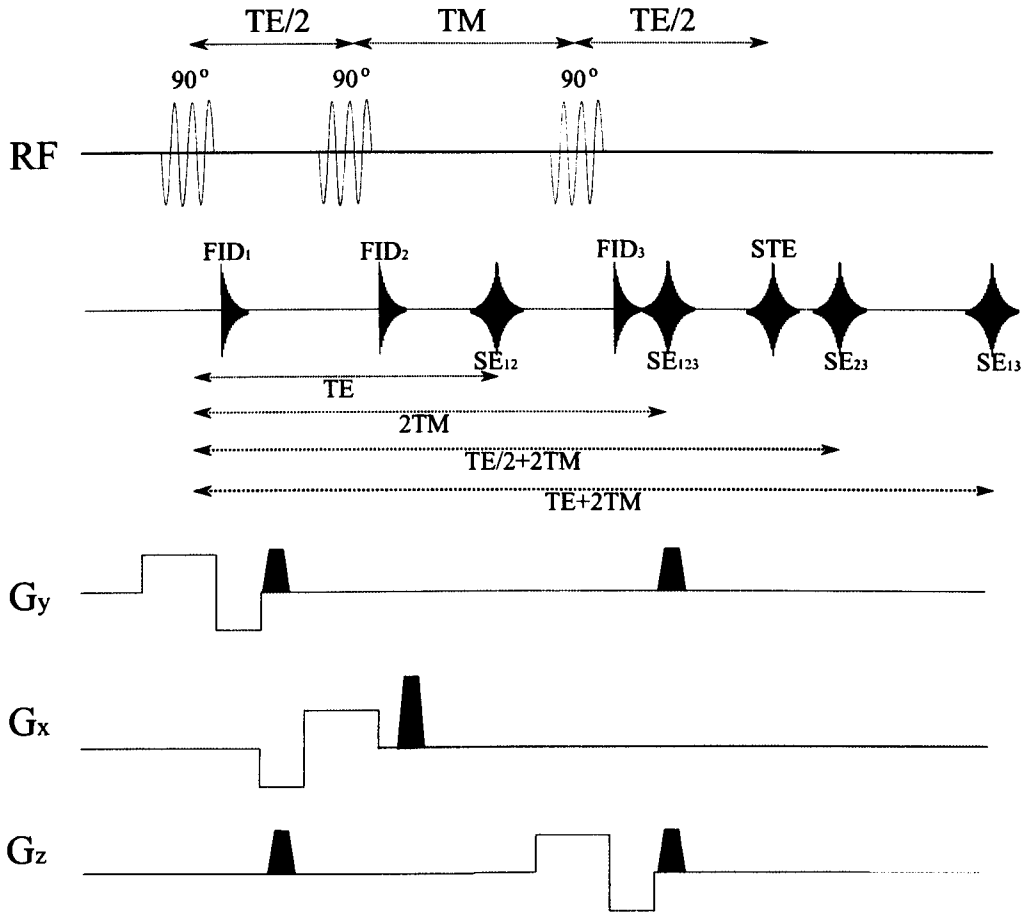 TE/2 TM TE/2
90° 90° 90°
RF
FID₁ FID₂ FID₃ STE
SE₁₂ SE₁₂₃ SE₂₃ SE₁₃
TE
2TM
TE/2+2TM
TE+2TM
Gy
Gx
Gz